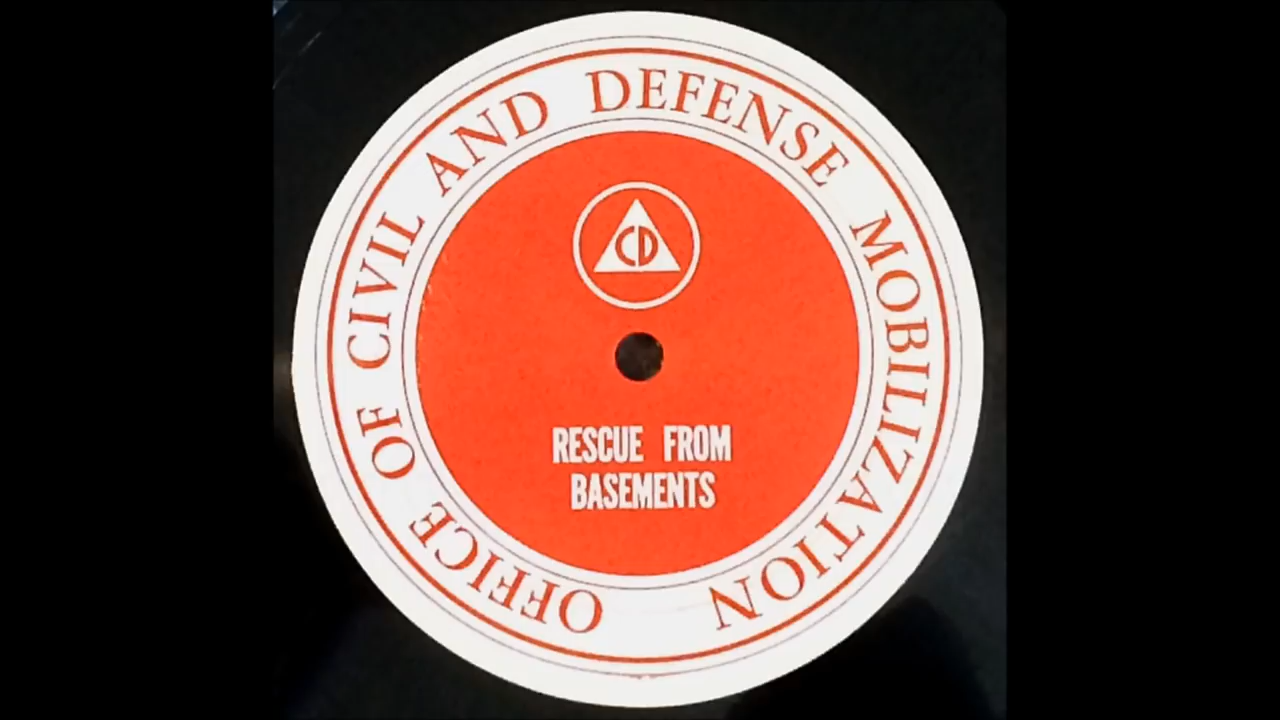 OFFICE OF CIVIL AND DEFENSE MOBILIZATION
CD
RESCUE FROM
BASEMENTS